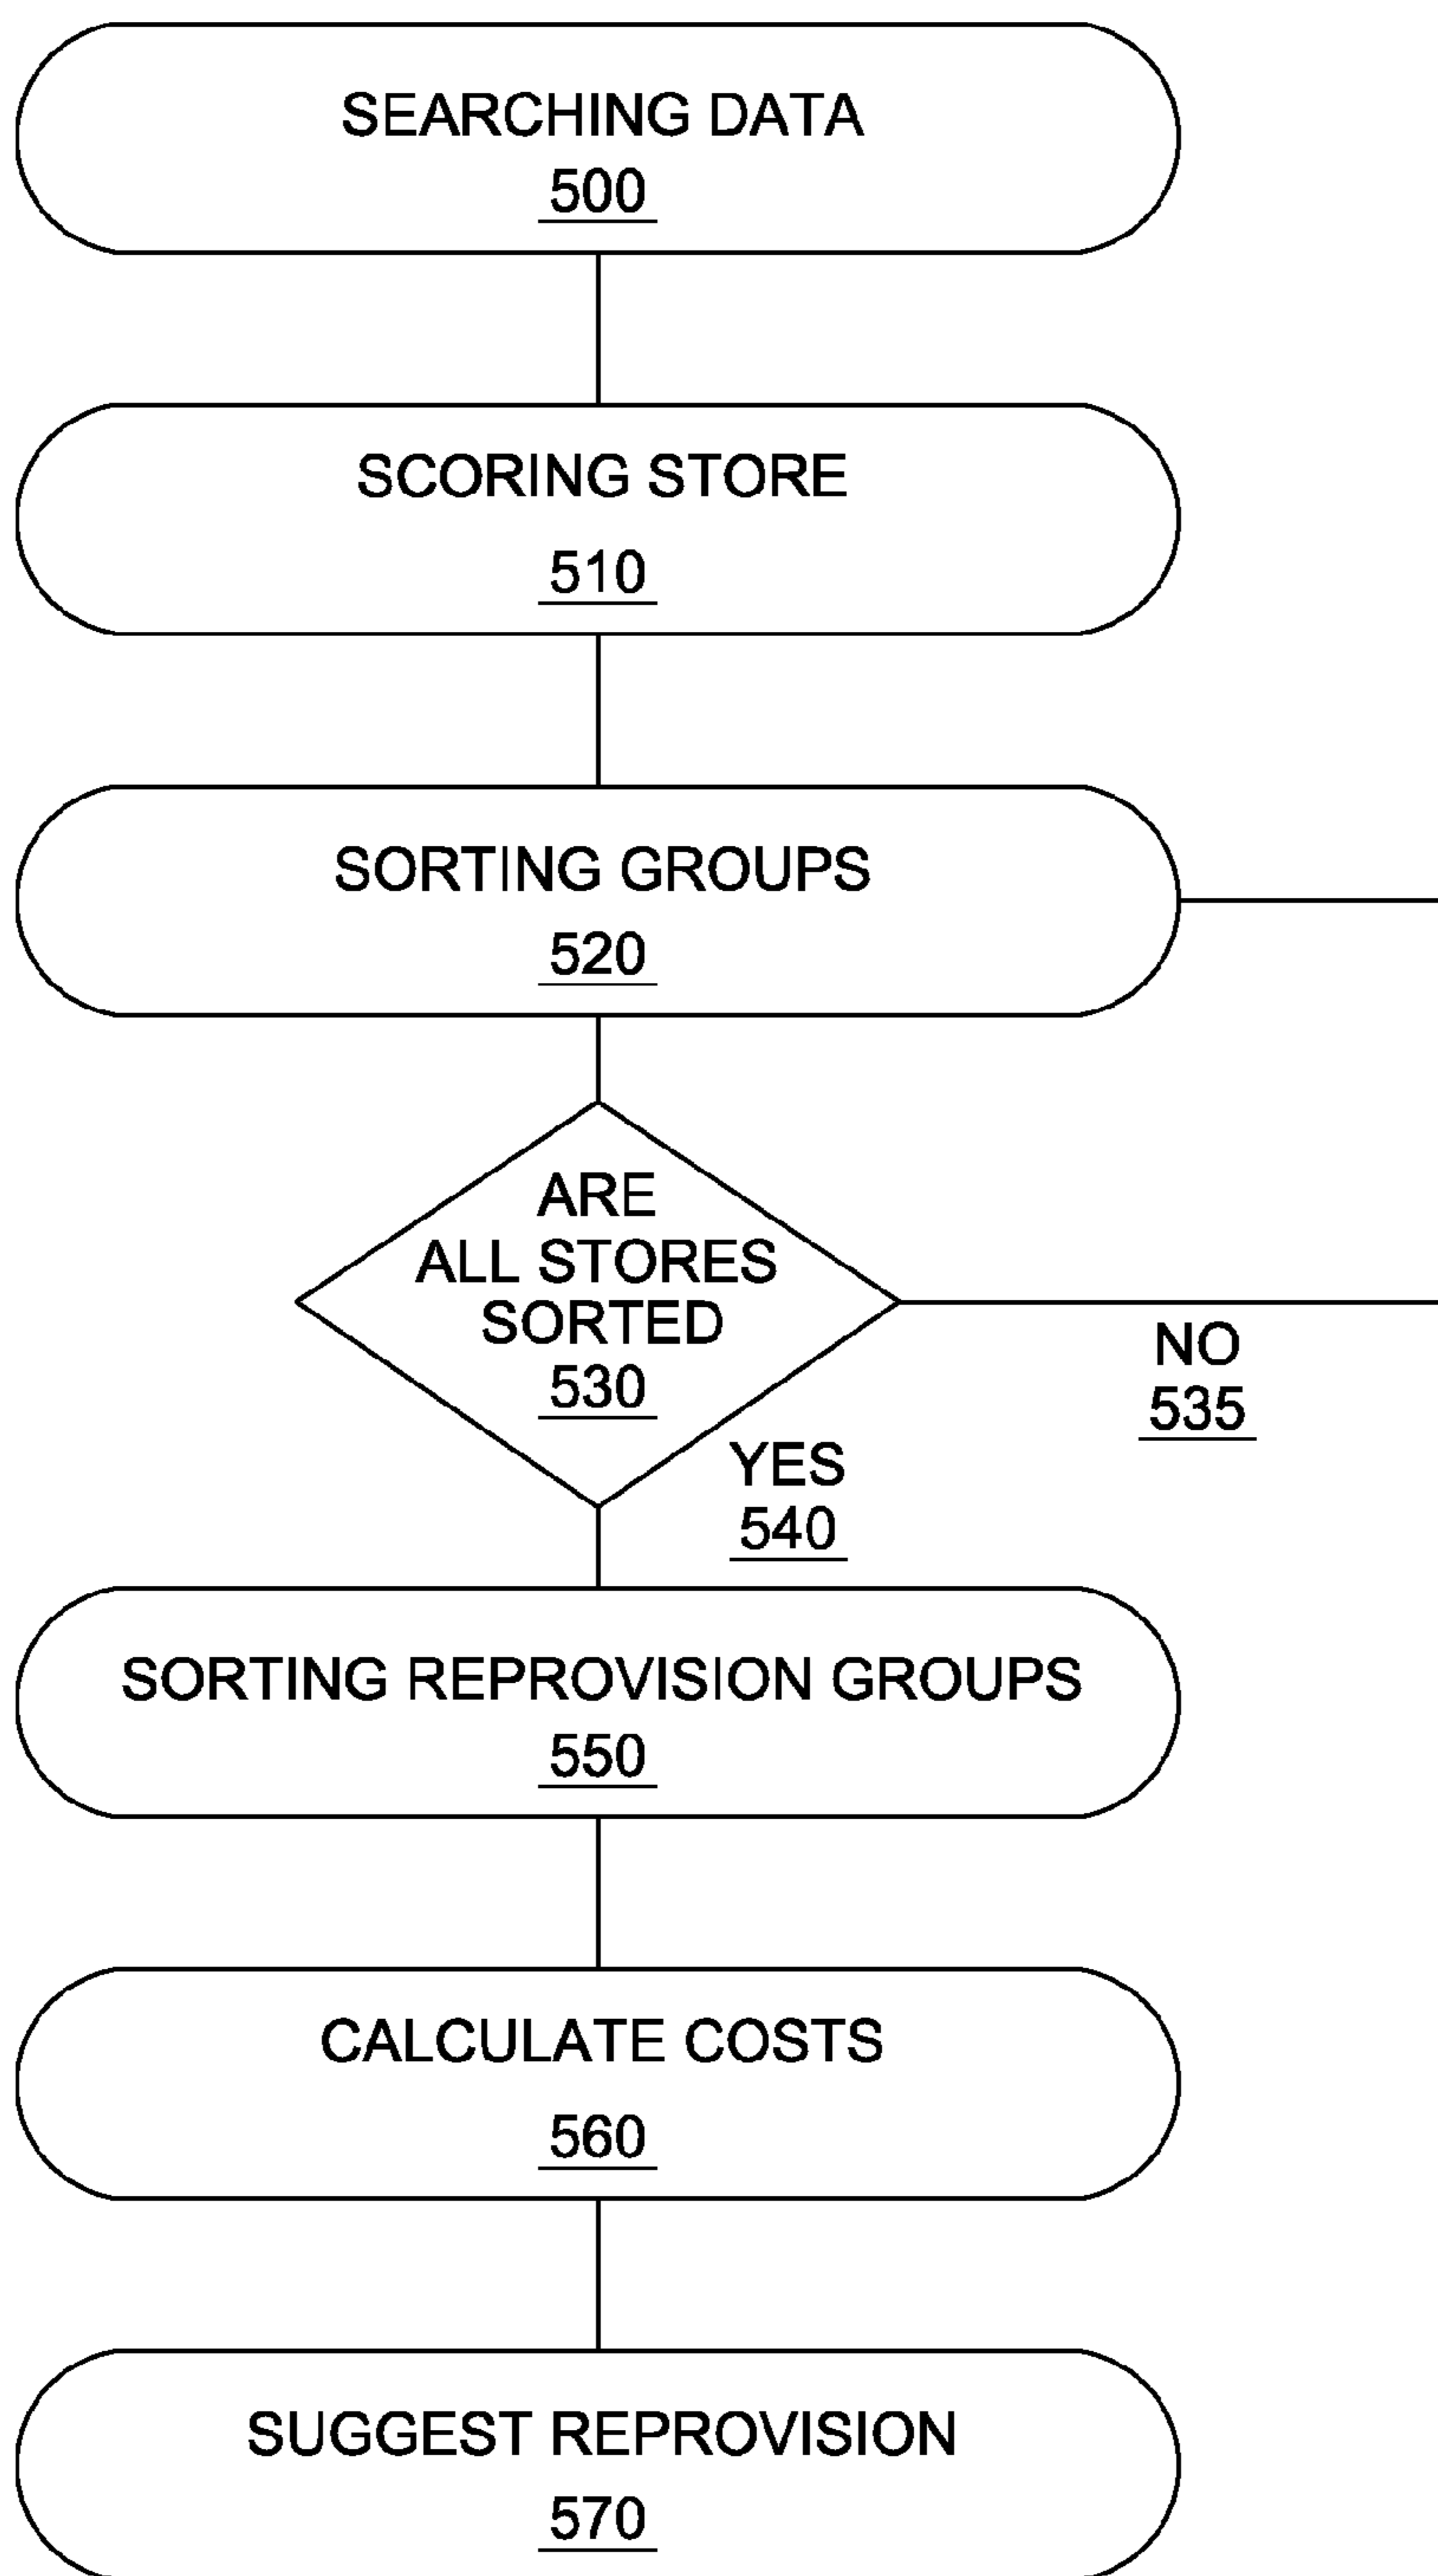 SEARCHING DATA
500
SCORING STORE
510
SORTING GROUPS
520
ARE
ALL STORES
SORTED
530
NO
535
YES
540
SORTING REPROVISION GROUPS
550
CALCULATE COSTS
560
SUGGEST REPROVISION
570